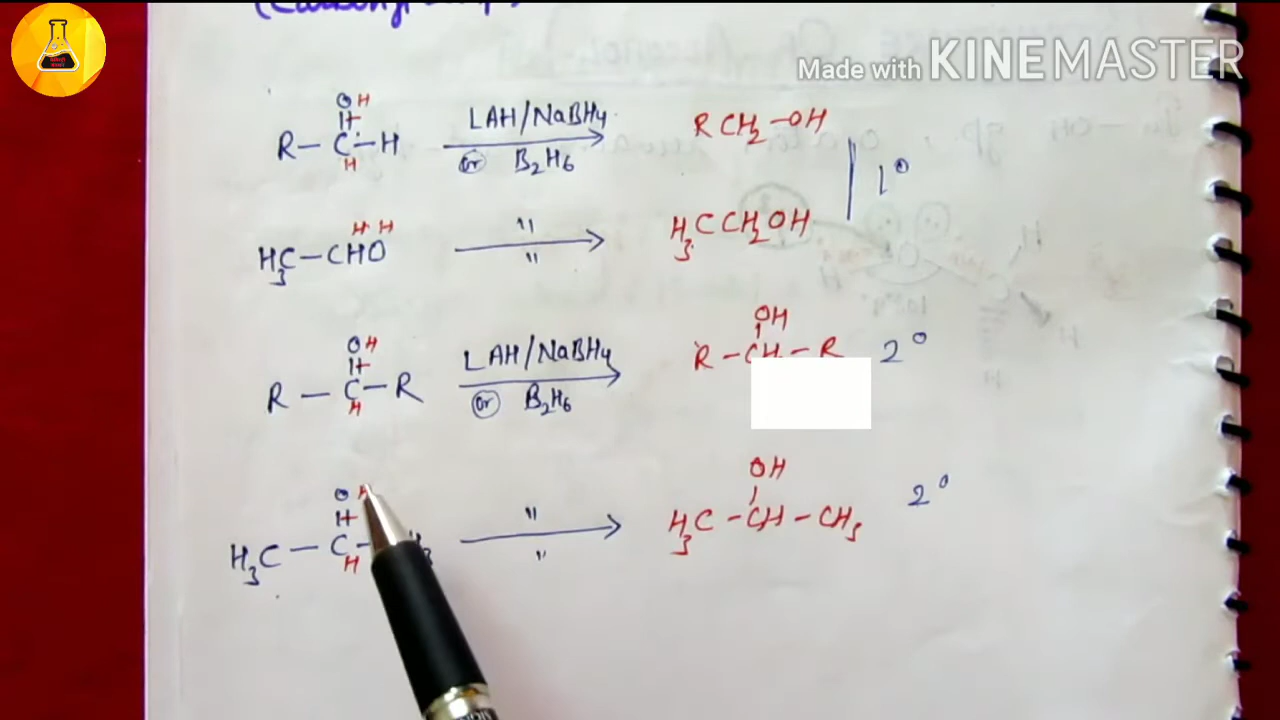 Made with KINEMASTER
OH
R – C – H LAH/NaBH4 RCH2–OH
H or B2H6
1°
H H
H3C – CHO " H3CCH2OH
"
OH OH
R – C – R LAH/NaBH4 R – CH – R 2°
H or B2H6
OH OH
H3C – C – " H3C – CH – CH3 2°
H "